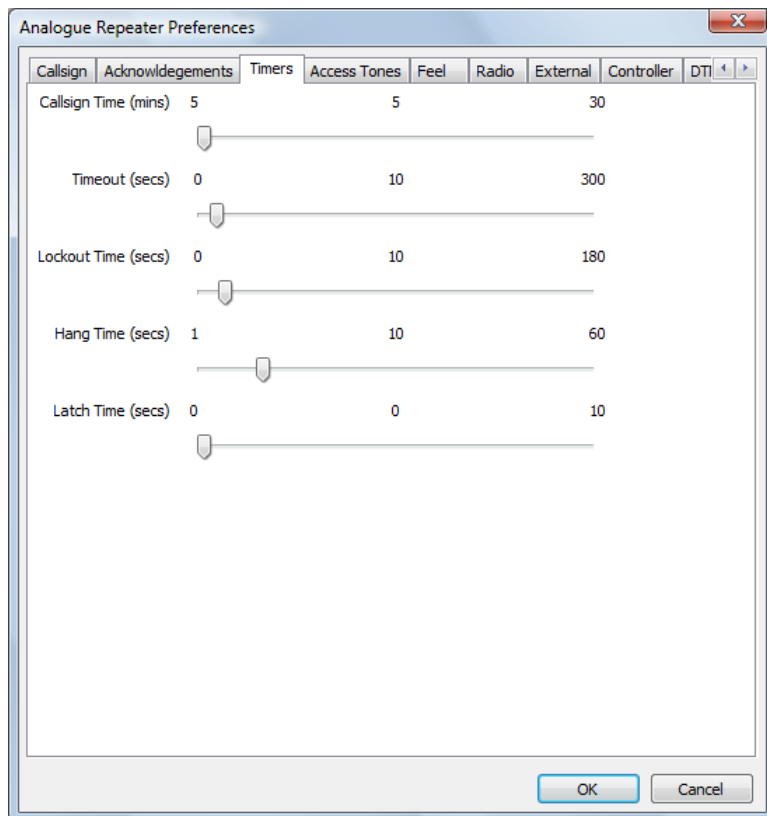 Analogue Repeater Preferences
Callsign Acknowldegements Timers Access Tones Feel Radio External Controller DTI
Callsign Time (mins) 5 5 30
Timeout (secs) 0 10 300
Lockout Time (secs) 0 10 180
Hang Time (secs) 1 10 60
Latch Time (secs) 0 0 10
OK Cancel